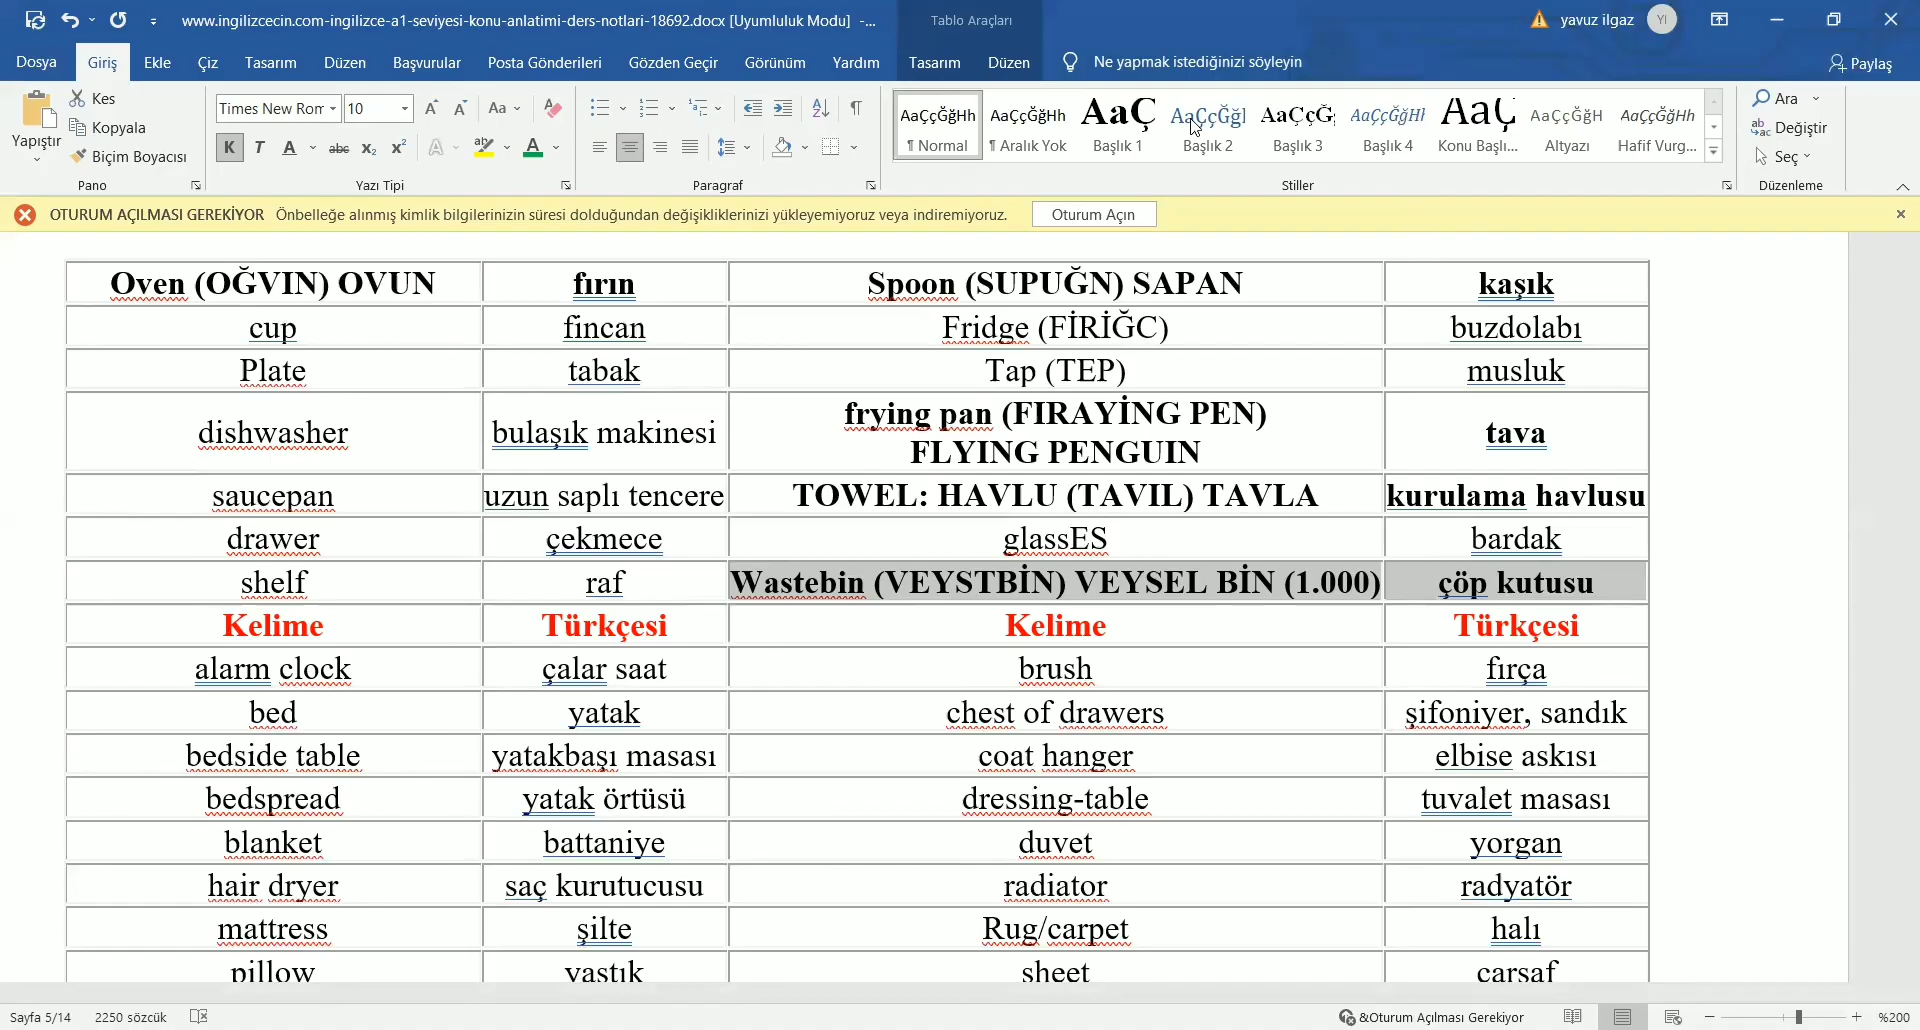 www.ingilizcecin.com-ingilizce-a1-seviyesi-konu-anlatimi-ders-notlari-18692.docx [Uyumluluk Modu] -...
Tablo Araçları
yavuz ilgaz
YI
Dosya Giriş Ekle Çiz Tasarım Düzen Başvurular Posta Gönderileri Gözden Geçir Görünüm Yardım Tasarım Düzen Ne yapmak istediğinizi söyleyin Paylaş
Yapıştır
Kes
Kopyala
Biçim Boyacısı
Pano
Times New Ror 10
K T A abc x₂ x² A aby A
Yazı Tipi
Paragraf
AaÇçĞğHh AaÇçĞğHh AaÇ AaÇçĞğI AaÇçĞ AaÇçĞğHI AaÇ AaÇçĞğH AaÇçĞğHh
¶ Normal ¶ Aralık Yok Başlık 1 Başlık 2 Başlık 3 Başlık 4 Konu Başlı... Altyazı Hafif Vurg...
Stiller
Ara
Değiştir
Seç
Düzenleme
OTURUM AÇILMASI GEREKİYOR Önbelleğe alınmış kimlik bilgilerinizin süresi dolduğundan değişikliklerinizi yükleyemiyoruz veya indiremiyoruz. Oturum Açın
Oven (OĞVIN) OVUN fırın Spoon (SUPUĞN) SAPAN kaşık
cup fincan Fridge (FİRİĞC) buzdolabı
Plate tabak Tap (TEP) musluk
dishwasher bulaşık makinesi frying pan (FIRAYİNG PEN)
FLYING PENGUIN tava
saucepan uzun saplı tencere TOWEL: HAVLU (TAVIL) TAVLA kurulama havlusu
drawer çekmece glassES bardak
shelf raf Wastebin (VEYSTBİN) VEYSEL BİN (1.000) çöp kutusu
Kelime Türkçesi Kelime Türkçesi
alarm clock çalar saat brush fırça
bed yatak chest of drawers şifoniyer, sandık
bedside table yatakbaşı masası coat hanger elbise askısı
bedspread yatak örtüsü dressing-table tuvalet masası
blanket battaniye duvet yorgan
hair dryer saç kurutucusu radiator radyatör
mattress şilte Rug/carpet halı
pillow yastık sheet çarşaf
Sayfa 5/14 2250 sözcük &Oturum Açılması Gerekiyor %200